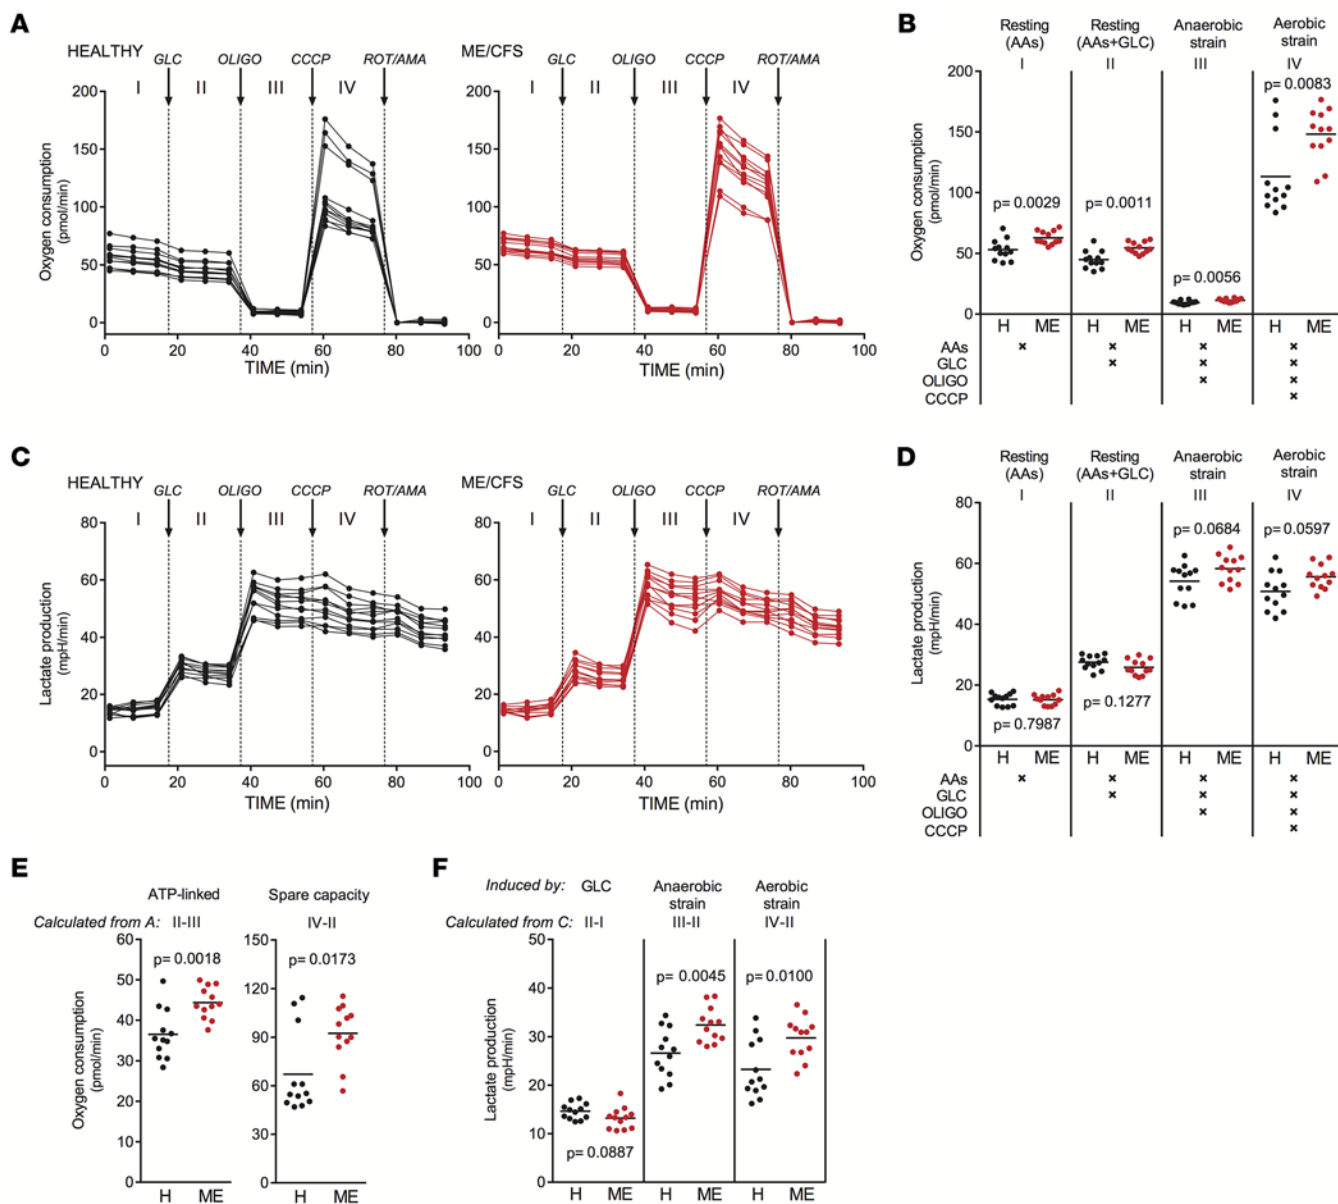 A
HEALTHY
GLC OLIGO CCCP ROT/AMA
I II III IV
Oxygen consumption
(pmol/min)
200
150
100
50
0
0 20 40 60 80 100
TIME (min)
ME/CFS
GLC OLIGO CCCP ROT/AMA
I II III IV
200
150
100
50
0
0 20 40 60 80 100
TIME (min)
B
Resting
(AAs)
I
Resting
(AAs+GLC)
II
Anaerobic
strain
III
Aerobic
strain
IV
Oxygen consumption
(pmol/min)
200
150
100
50
0
p= 0.0029
p= 0.0011
p= 0.0056
p= 0.0083
H ME H ME H ME H ME
AAs × × × ×
GLC × × ×
OLIGO × ×
CCCP ×
C
HEALTHY
GLC OLIGO CCCP ROT/AMA
I II III IV
Lactate production
(mpH/min)
80
60
40
20
0
0 20 40 60 80 100
TIME (min)
ME/CFS
GLC OLIGO CCCP ROT/AMA
I II III IV
80
60
40
20
0
0 20 40 60 80 100
TIME (min)
D
Resting
(AAs)
I
Resting
(AAs+GLC)
II
Anaerobic
strain
III
Aerobic
strain
IV
Lactate production
(mpH/min)
80
60
40
20
0
p= 0.7987
p= 0.1277
p= 0.0684
p= 0.0597
H ME H ME H ME H ME
AAs × × × ×
GLC × × ×
OLIGO × ×
CCCP ×
E
ATP-linked
Spare capacity
Calculated from A: II-III
IV-II
Oxygen consumption
(pmol/min)
60
50
40
30
20
10
0
p= 0.0018
H ME
150
120
90
60
30
0
p= 0.0173
H ME
F
Induced by: GLC
Anaerobic
strain
Aerobic
strain
Calculated from C: II-I
III-II
IV-II
Lactate production
(mpH/min)
50
40
30
20
10
0
p= 0.0887
p= 0.0045
p= 0.0100
H ME H ME H ME